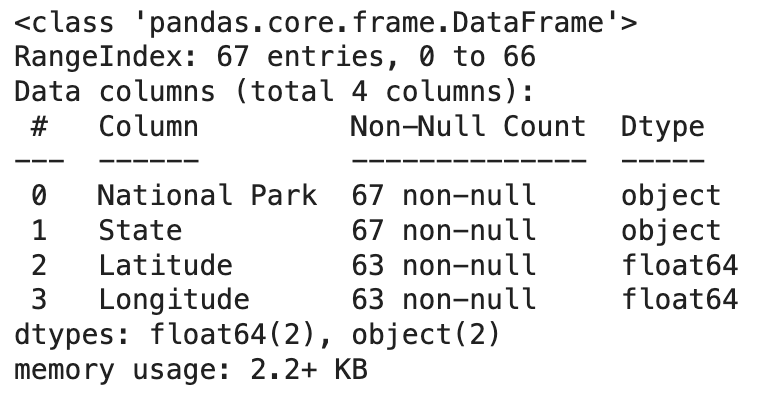 <class 'pandas.core.frame.DataFrame'>
RangeIndex: 67 entries, 0 to 66
Data columns (total 4 columns):
 #   Column         Non-Null Count  Dtype
---  ------         --------------  -----
 0   National Park  67 non-null     object
 1   State          67 non-null     object
 2   Latitude       63 non-null     float64
 3   Longitude      63 non-null     float64
dtypes: float64(2), object(2)
memory usage: 2.2+ KB